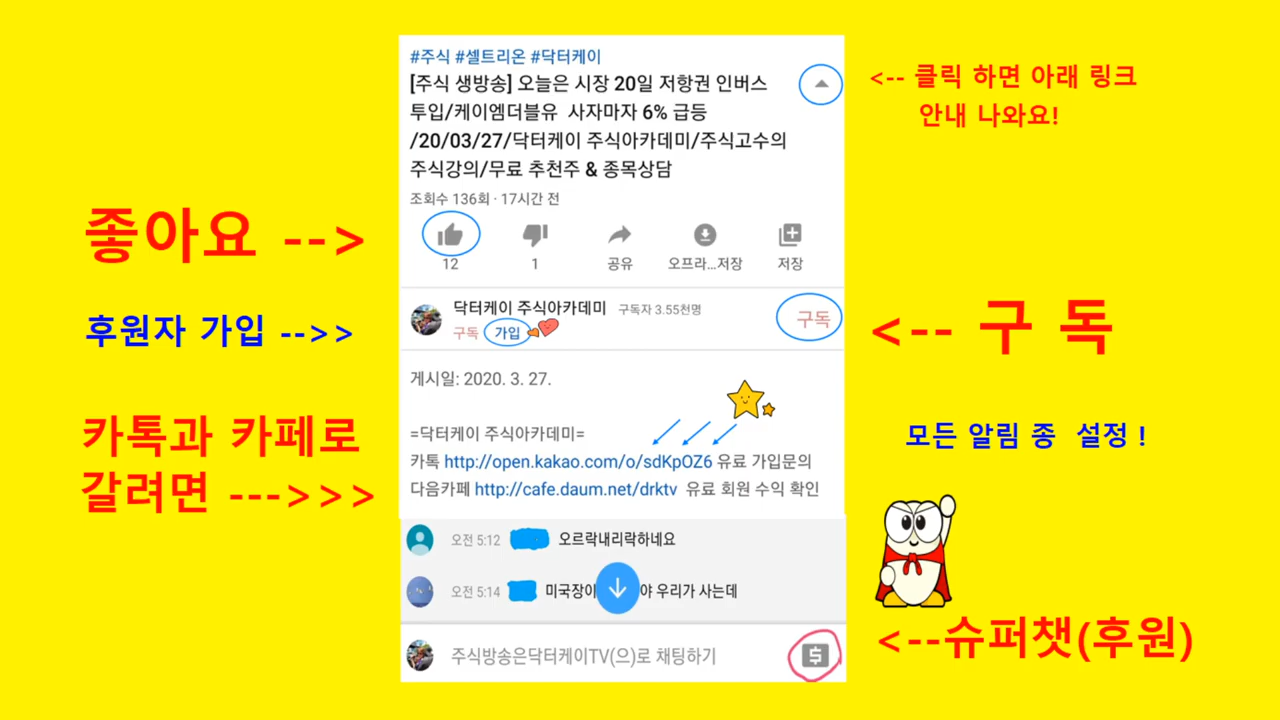 #주식 #셀트리온 #닥터케이
[주식 생방송] 오늘은 시장 20일 저항권 인버스
투입/케이엠더블유 사자마자 6% 급등
/20/03/27/닥터케이 주식아카데미/주식고수의
주식강의/무료 추천주 & 종목상담
조회수 136회 · 17시간 전
<-- 클릭 하면 아래 링크
안내 나와요!
좋아요 -->
12
1
공유
오프라...저장
저장
후원자 가입 -->>
닥터케이 주식아카데미 구독자 3.55천명
구독 가입
구독
<-- 구 독
게시일: 2020. 3. 27.
카톡과 카페로
갈려면 --->>>
모든 알림 종 설정 !
=닥터케이 주식아카데미=
카톡 http://open.kakao.com/o/sdKpOZ6 유료 가입문의
다음카페 http://cafe.daum.net/drktv 유료 회원 수익 확인
오전 5:12 오르락내리락하네요
오전 5:14 미국장이 야 우리가 사는데
주식방송은닥터케이TV(으)로 채팅하기
$
<--슈퍼챗(후원)